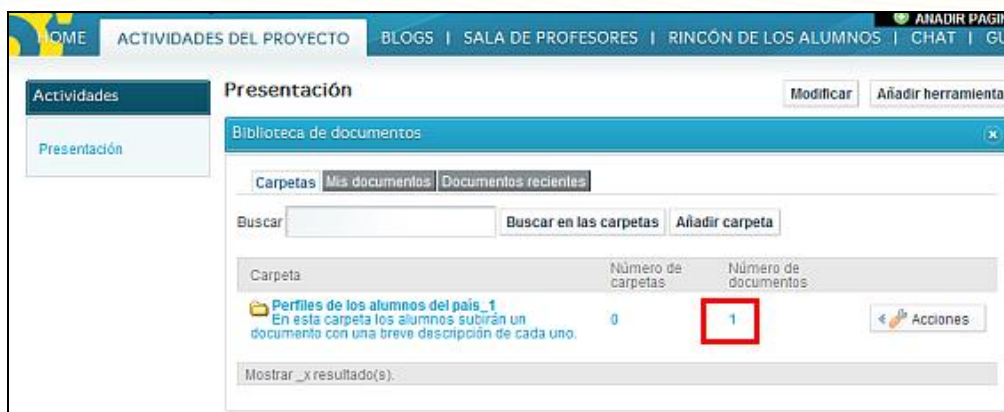 AÑADIR PAGIN
HOME ACTIVIDADES DEL PROYECTO BLOGS | SALA DE PROFESORES | RINCÓN DE LOS ALUMNOS | CHAT | GU
Actividades
Presentación
Presentación
Modificar Añadir herramienta
Biblioteca de documentos
Carpetas Mis documentos Documentos recientes
Buscar Buscar en las carpetas Añadir carpeta
Carpeta Número de carpetas Número de documentos
Perfiles de los alumnos del país_1
En esta carpeta los alumnos subirán un
documento con una breve descripción de cada uno.
0 1 Acciones
Mostrar _x resultado(s).